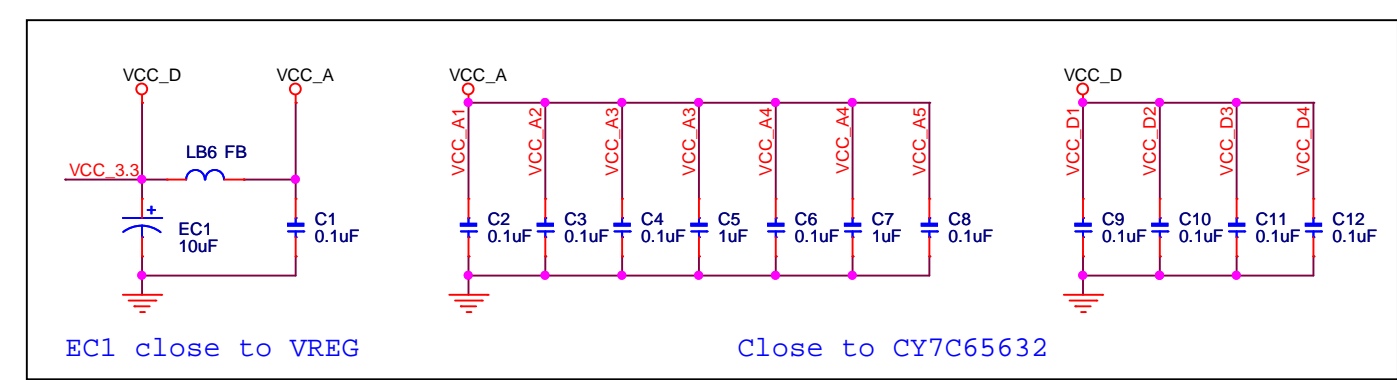 VCC_D
VCC_A
VCC_3.3
LB6 FB
EC1
10uF
C1
0.1uF
EC1 close to VREG
VCC_A
VCC_A1
VCC_A2
VCC_A3
VCC_A3
VCC_A4
VCC_A4
VCC_A5
C2
0.1uF
C3
0.1uF
C4
0.1uF
C5
1uF
C6
0.1uF
C7
1uF
C8
0.1uF
VCC_D
VCC_D1
VCC_D2
VCC_D3
VCC_D4
C9
0.1uF
C10
0.1uF
C11
0.1uF
C12
0.1uF
Close to CY7C65632